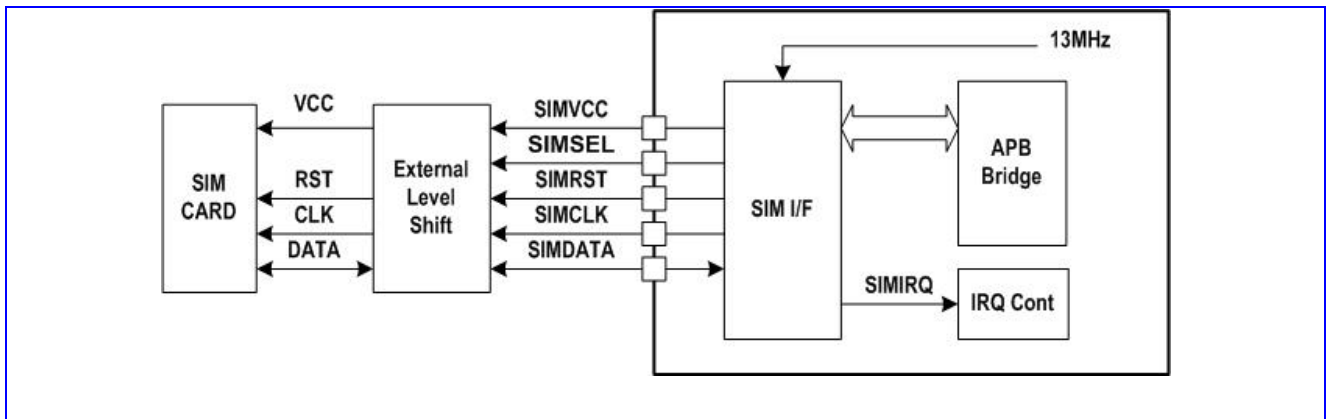 13MHz
VCC
SIMVCC
SIMSEL
RST
SIMRST
CLK
SIMCLK
DATA
SIMDATA
SIM
CARD
External
Level
Shift
SIM I/F
APB
Bridge
SIMIRQ
IRQ Cont